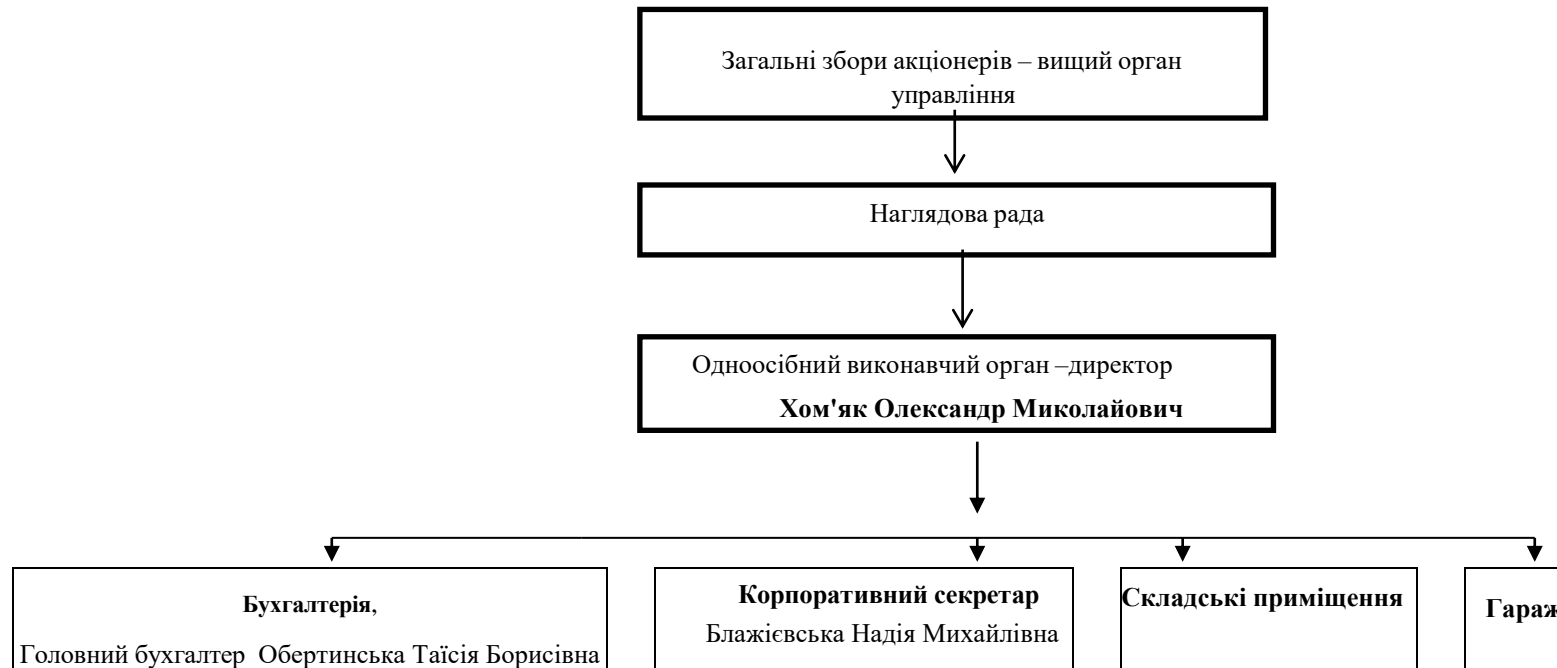 Загальні збори акціонерів – вищий орган
управління
Наглядова рада
Одноосібний виконавчий орган –директор
Хом'як Олександр Миколайович
Бухгалтерія,
Головний бухгалтер  Обертинська Таїсія Борисівна
Корпоративний секретар
Блажієвська Надія Михайлівна
Складські приміщення
Гараж